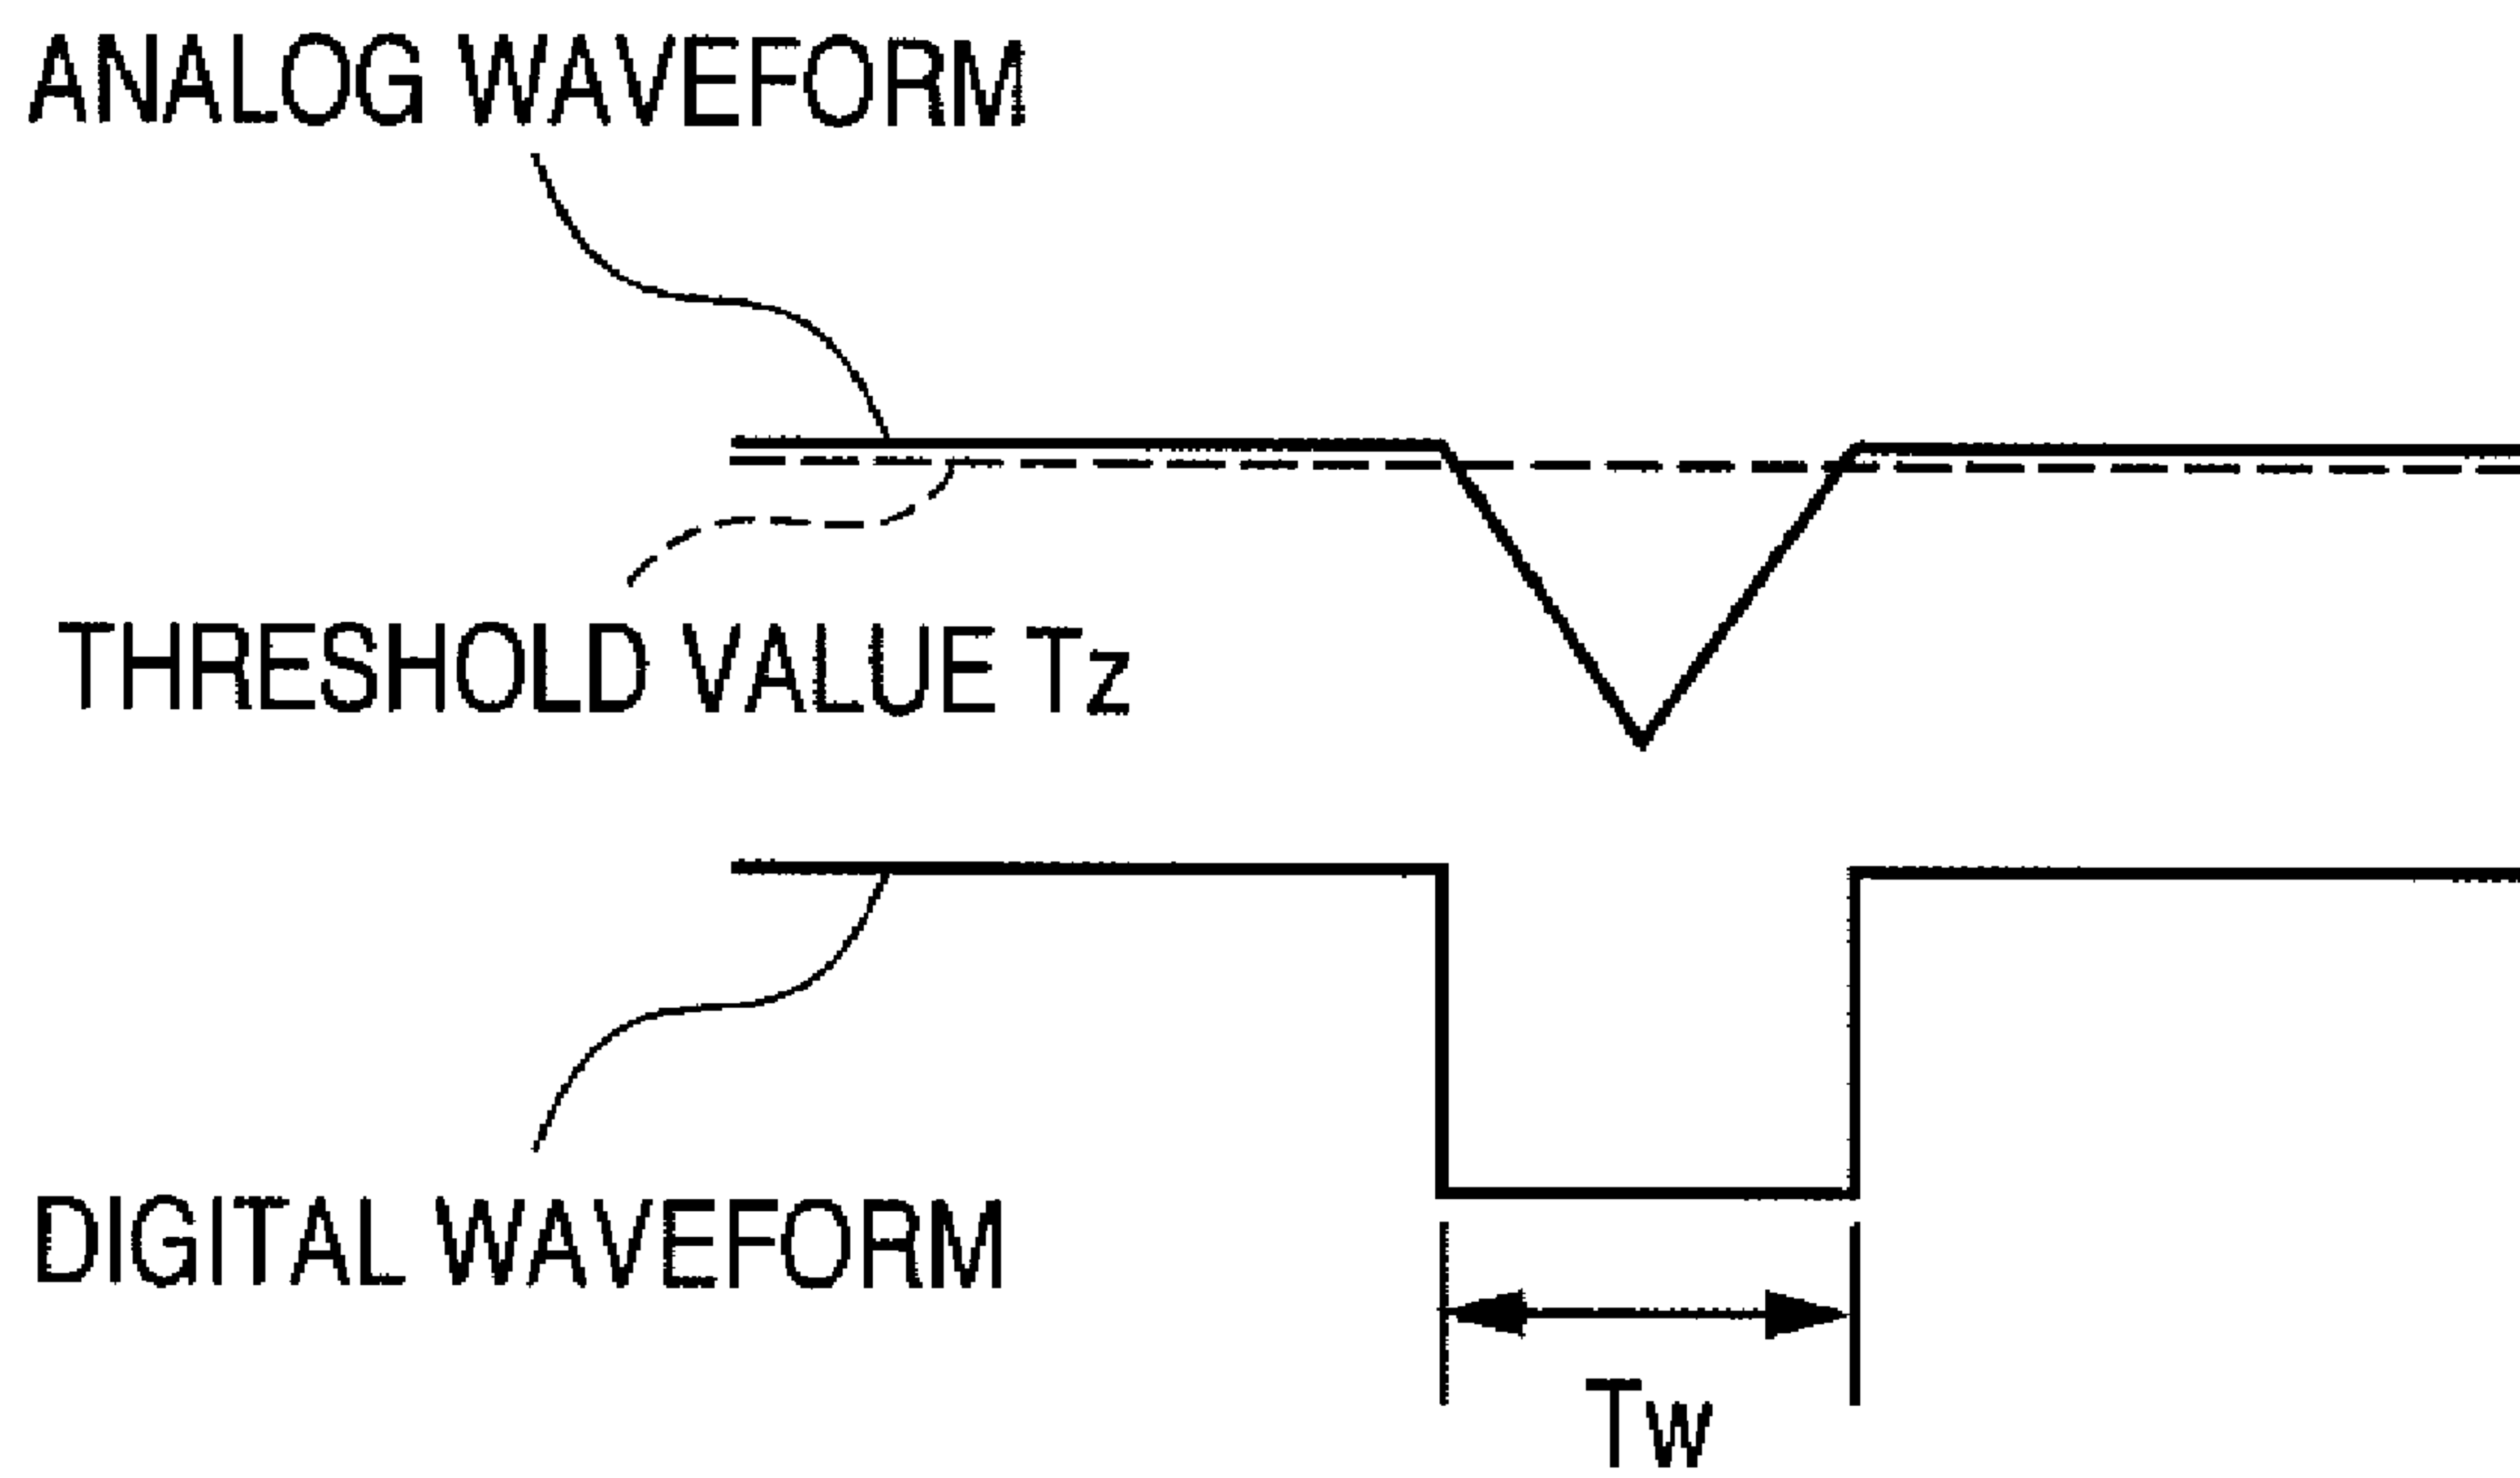 ANALOG WAVEFORM
THRESHOLD VALUE Tz
DIGITAL WAVEFORM
Tw